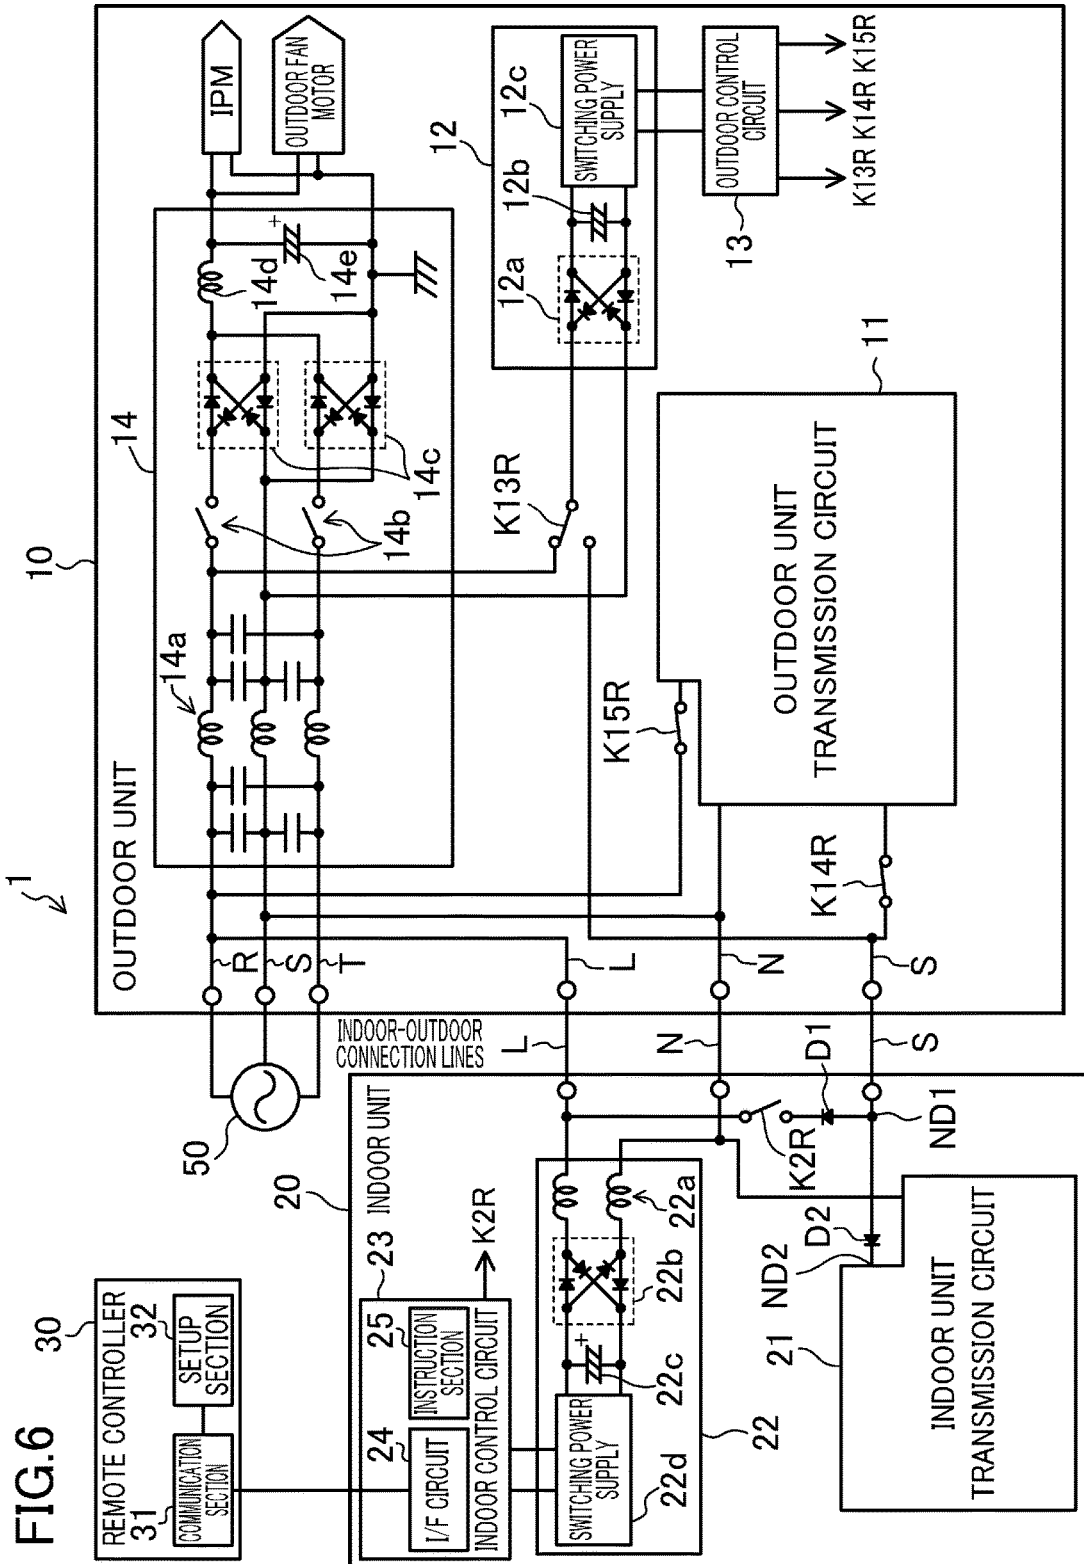 FIG.6
1
REMOTE CONTROLLER
30
31
COMMUNICATION
SECTION
32
SETUP
SECTION
20
INDOOR UNIT
23
24
I/F CIRCUIT
25
INSTRUCTION
SECTION
INDOOR CONTROL CIRCUIT
K2R
22
22a
22b
22c
+
22d
SWITCHING POWER
SUPPLY
21
INDOOR UNIT
TRANSMISSION CIRCUIT
ND2
D2
K2R
D1
ND1
50
INDOOR-OUTDOOR
CONNECTION LINES
L
N
S
L
N
S
R
S
T
OUTDOOR UNIT
10
14
14a
14b
14c
14d
14e
+
IPM
OUTDOOR FAN
MOTOR
12
12a
12b
12c
SWITCHING POWER
SUPPLY
13
OUTDOOR CONTROL
CIRCUIT
K13R K14R K15R
K13R
K15R
K14R
11
OUTDOOR UNIT
TRANSMISSION CIRCUIT